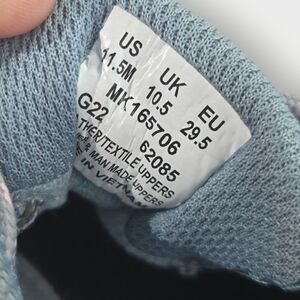 US UK EU
11.5M 10.5 29.5
MK165706
G22 62085
THER/TEXTILE UPPERS
& MAN MADE UPPERS
IN VIETNAM